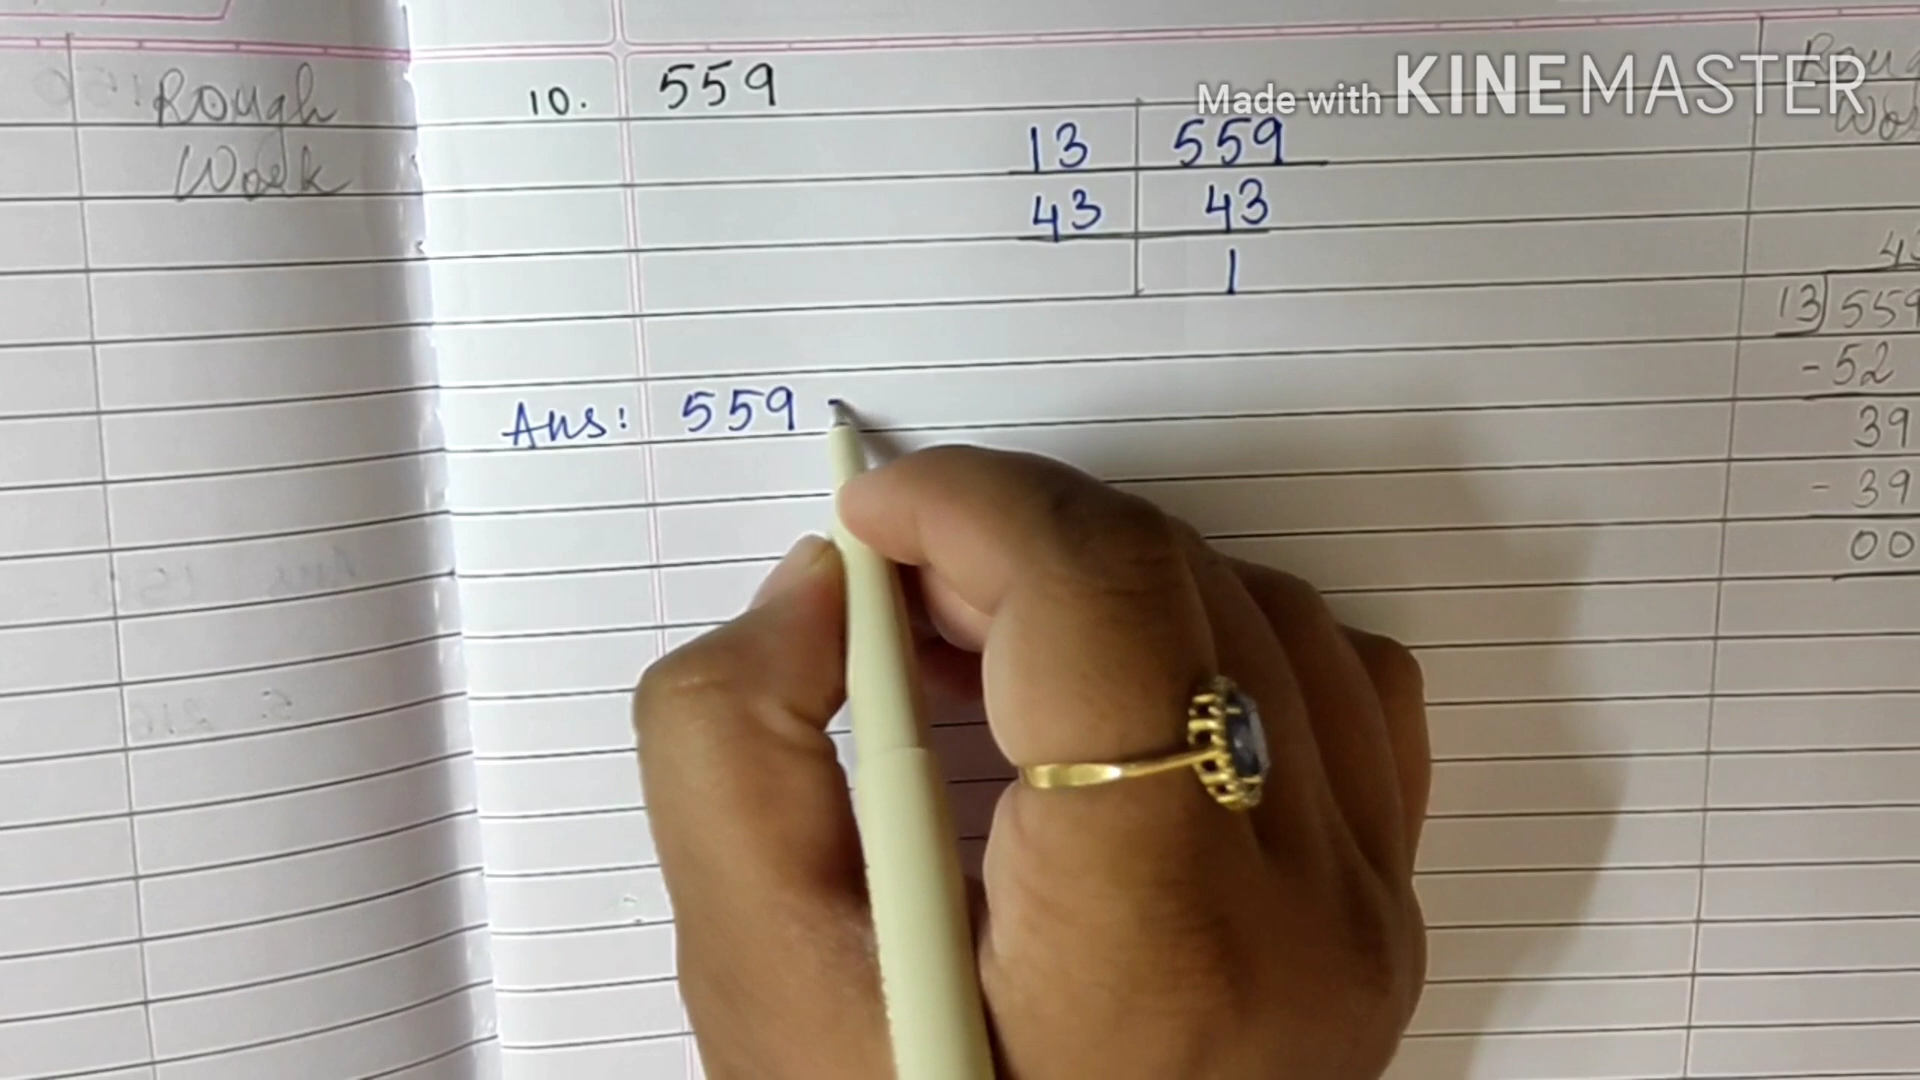 Rough
Work
10. 559
13 559
43 43
1
Ans: 559
Made with KINEMASTER
13 559
-52
39
-39
00